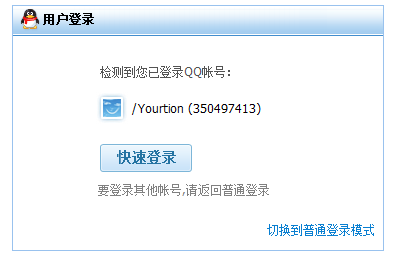 用户登录
检测到您已登录QQ帐号：
/Yourtion (350497413)
快速登录
要登录其他帐号,请返回普通登录
切换到普通登录模式